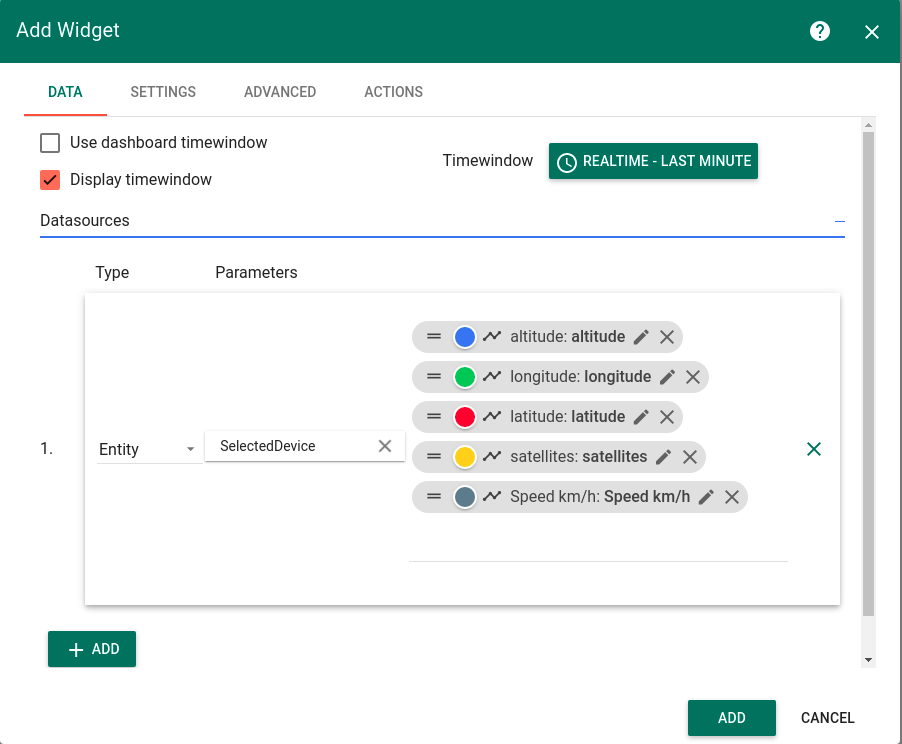 Add Widget
DATA SETTINGS ADVANCED ACTIONS
Use dashboard timewindow
Display timewindow
Timewindow REALTIME - LAST MINUTE
Datasources
Type Parameters
1. Entity SelectedDevice
altitude: altitude
longitude: longitude
latitude: latitude
satellites: satellites
Speed km/h: Speed km/h
ADD
ADD CANCEL